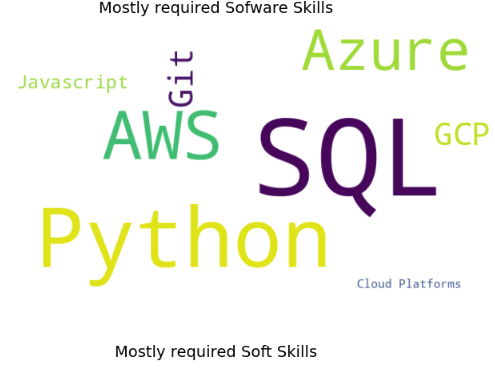 Mostly required Sofware Skills
Azure
Git
Javascript
AWS
SQL
GCP
Python
Cloud Platforms
Mostly required Soft Skills